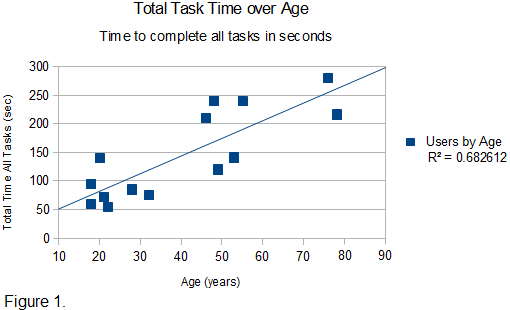 Total Task Time over Age
Time to complete all tasks in seconds
Total Time All Tasks (sec)
300
250
200
150
100
50
0
10 20 30 40 50 60 70 80 90
Age (years)
Users by Age
R² = 0.682612
Figure 1.